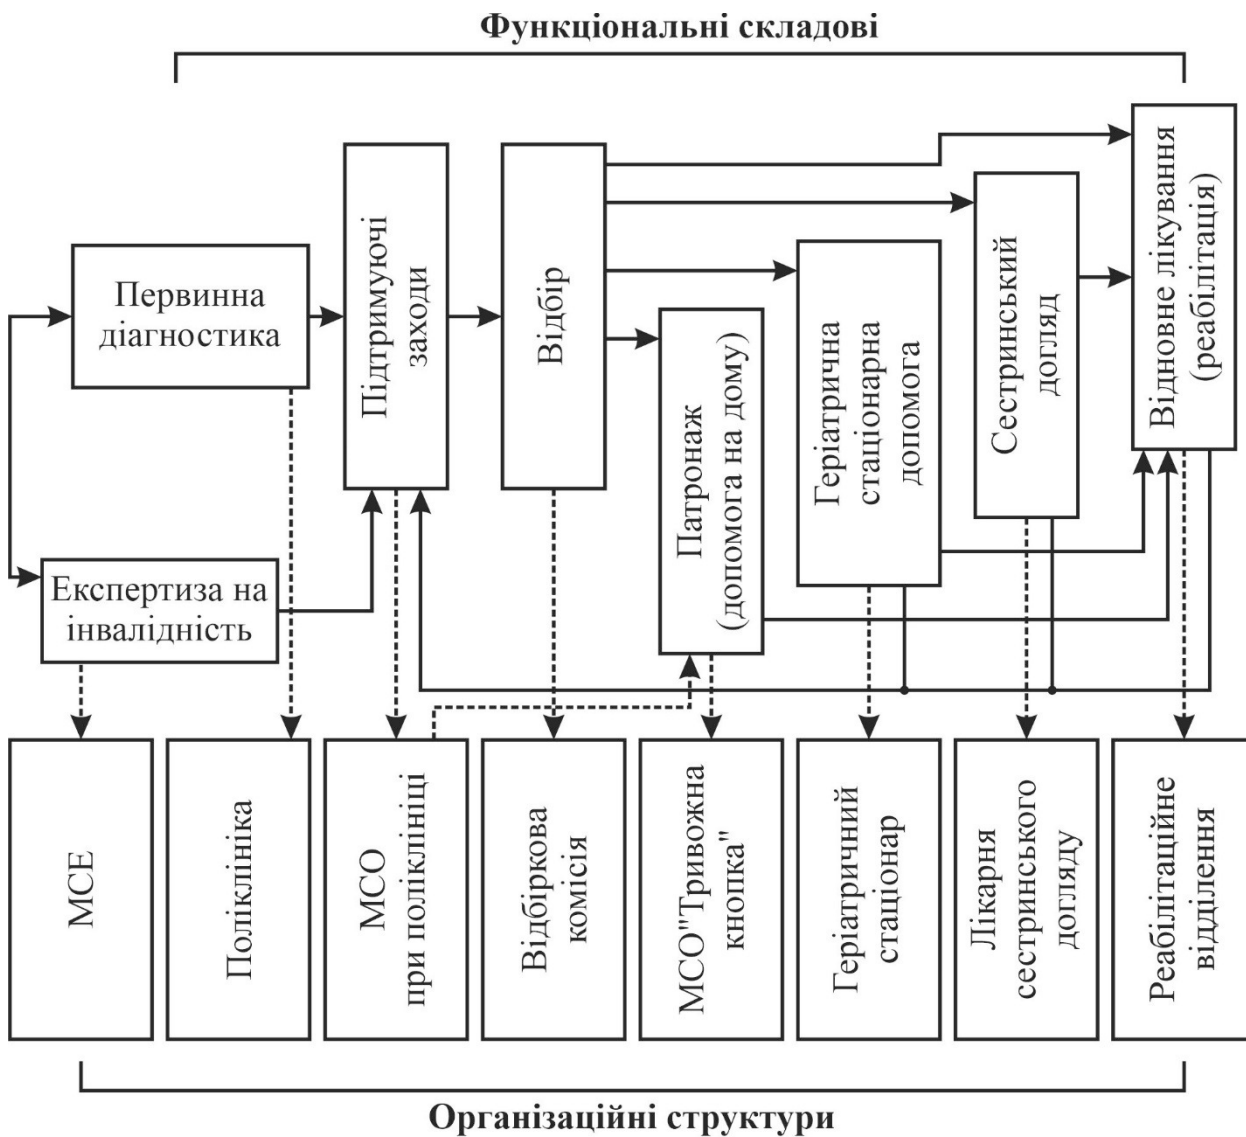 Функціональні складові
Первинна
діагностика
Експертиза на
інвалідність
Підтримуючі
заходи
Відбір
Патронаж
(допомога на дому)
Геріатрична
стаціонарна
допомога
Сестринський
догляд
Відновне лікування
(реабілітація)
МСЕ
Поліклініка
МСО
при поліклініці
Відбіркова
комісія
МСО"Тривожна
кнопка"
Геріатричний
стаціонар
Лікарня
сестринського
догляду
Реабілітаційне
відділення
Організаційні структури